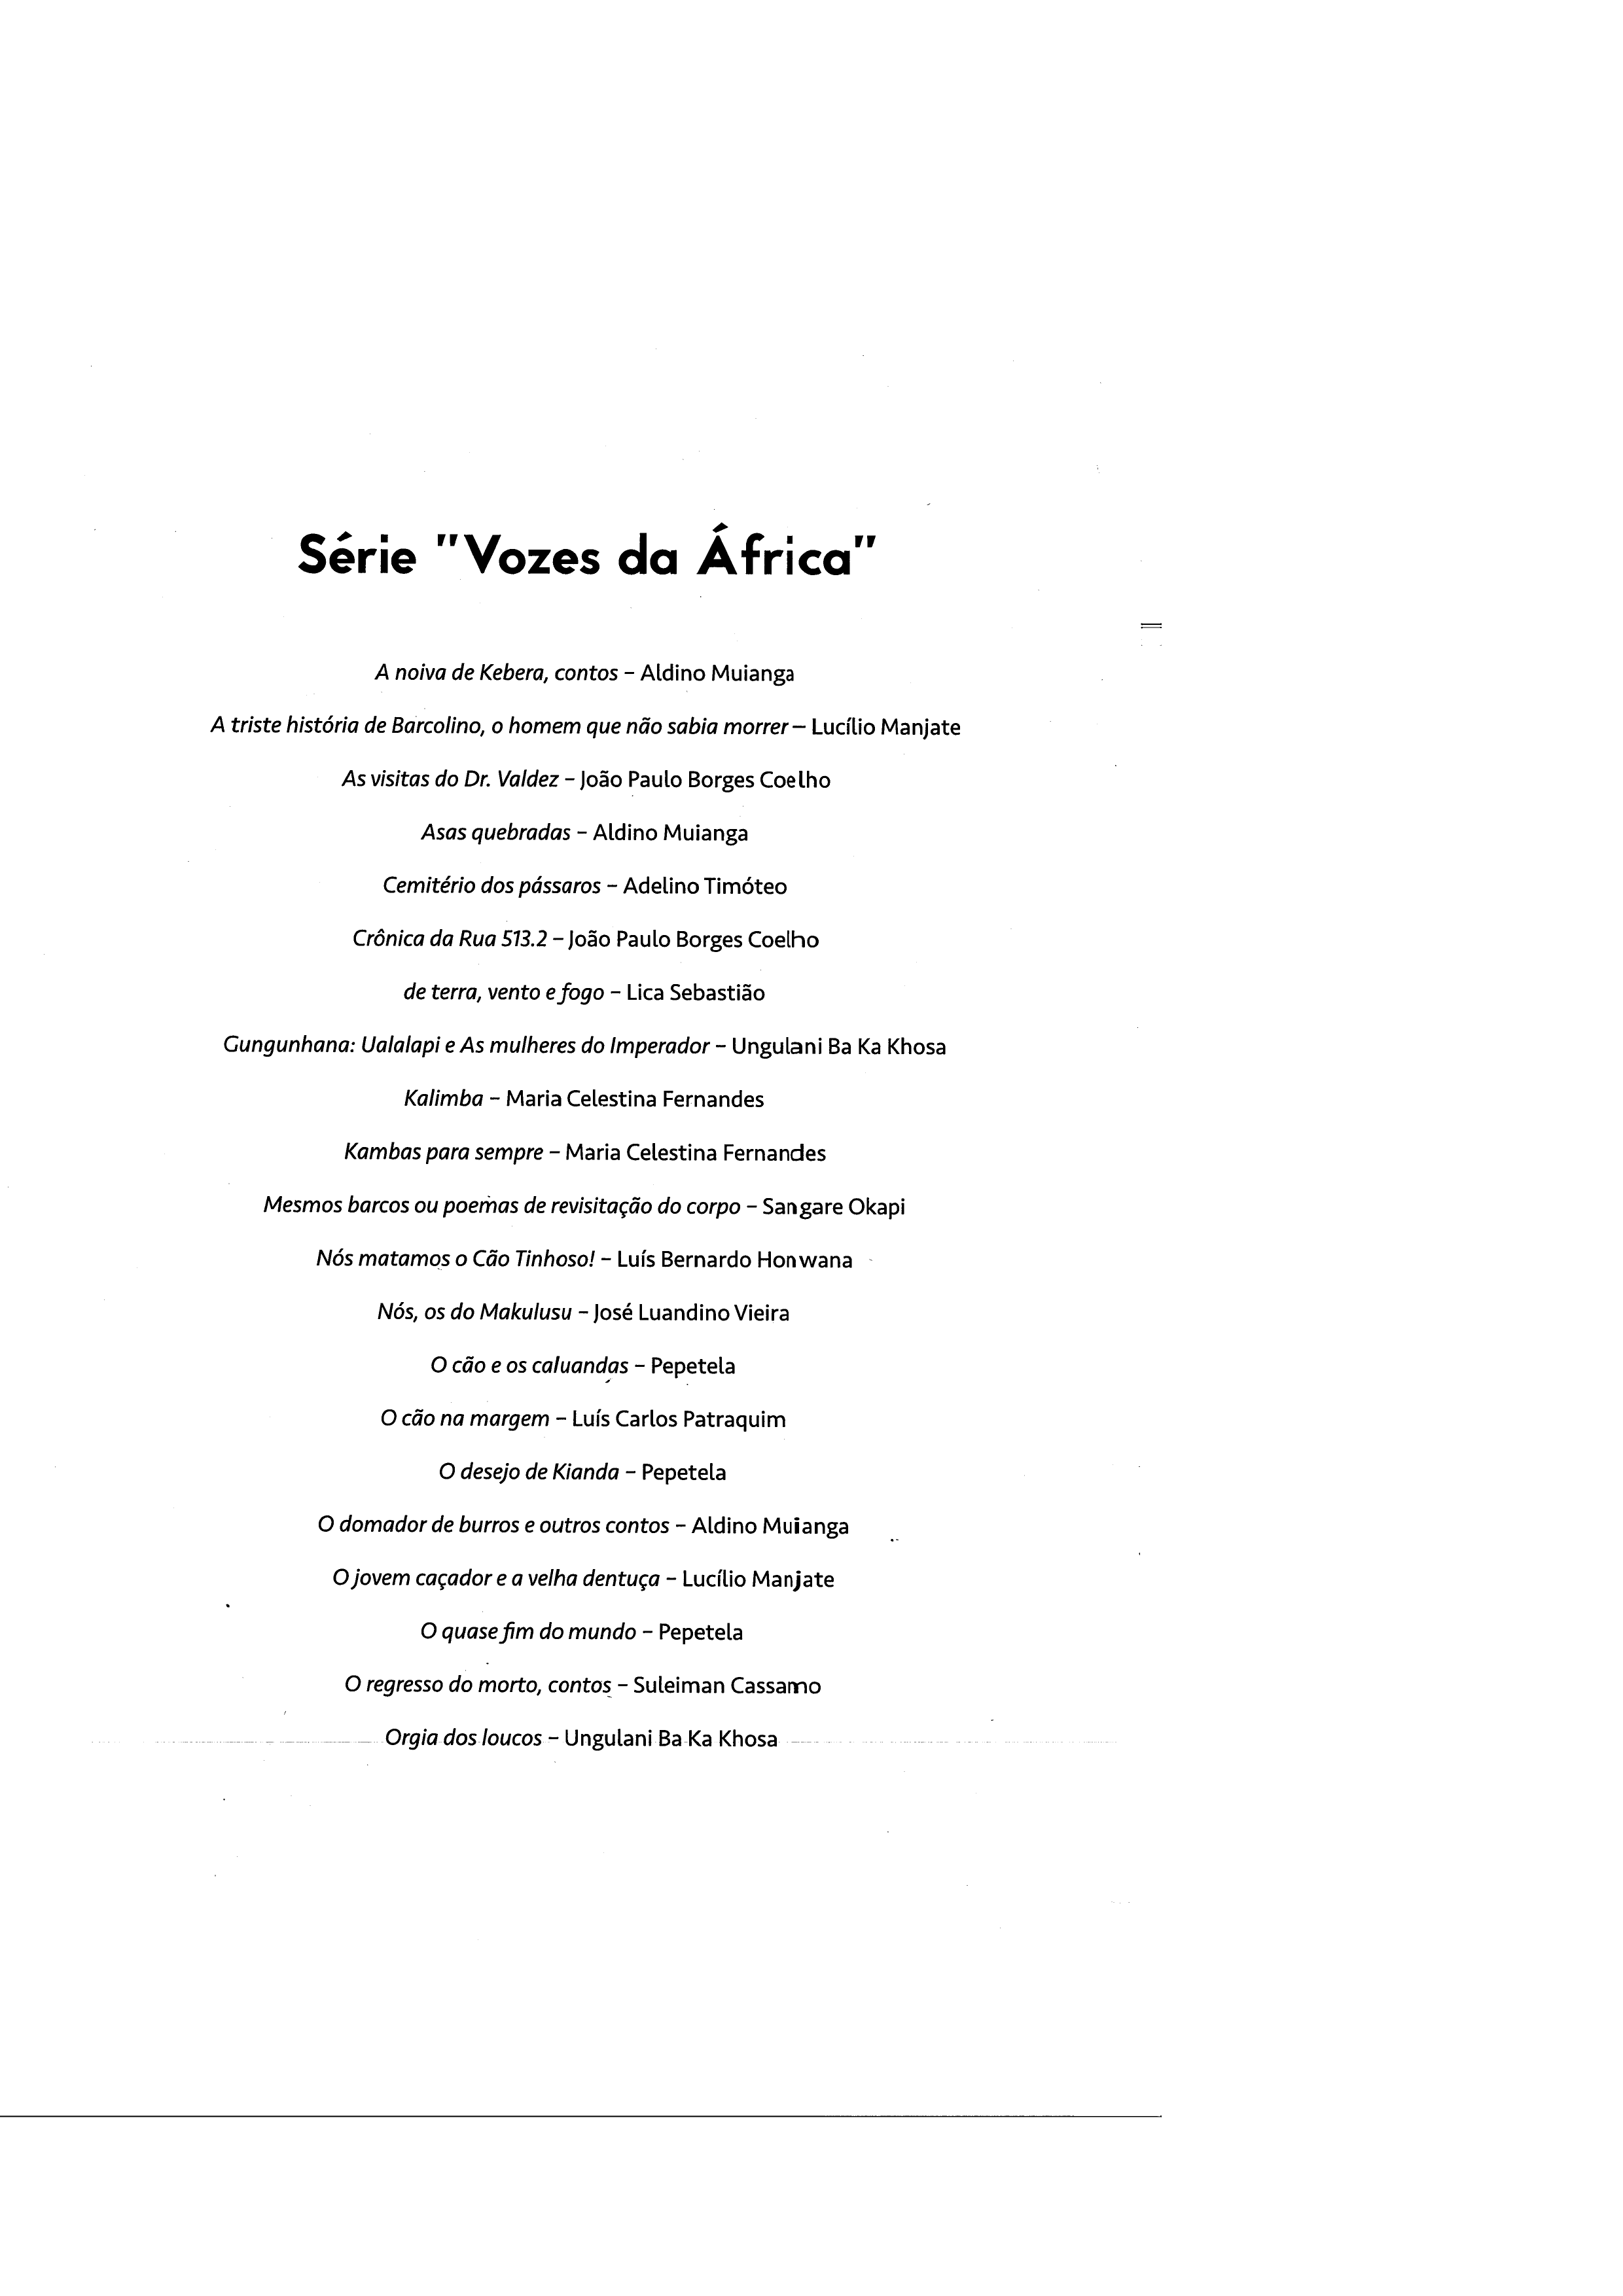 Série "Vozes da África"
A noiva de Kebera, contos – Aldino Muianga
A triste história de Barcolino, o homem que não sabia morrer – Lucílio Manjate
As visitas do Dr. Valdez – João Paulo Borges Coelho
Asas quebradas – Aldino Muianga
Cemitério dos pássaros – Adelino Timóteo
Crônica da Rua 513.2 – João Paulo Borges Coelho
de terra, vento e fogo – Lica Sebastião
Gungunhana: Ualalapi e As mulheres do Imperador – Ungulani Ba Ka Khosa
Kalimba – Maria Celestina Fernandes
Kambas para sempre – Maria Celestina Fernandes
Mesmos barcos ou poemas de revisitação do corpo – Sangare Okapi
Nós matamos o Cão Tinhoso! – Luís Bernardo Honwana
Nós, os do Makulusu – José Luandino Vieira
O cão e os caluandas – Pepetela
O cão na margem – Luís Carlos Patraquim
O desejo de Kianda – Pepetela
O domador de burros e outros contos – Aldino Muianga
O jovem caçador e a velha dentuça – Lucílio Manjate
O quase fim do mundo – Pepetela
O regresso do morto, contos – Suleiman Cassamo
Orgia dos loucos – Ungulani Ba Ka Khosa